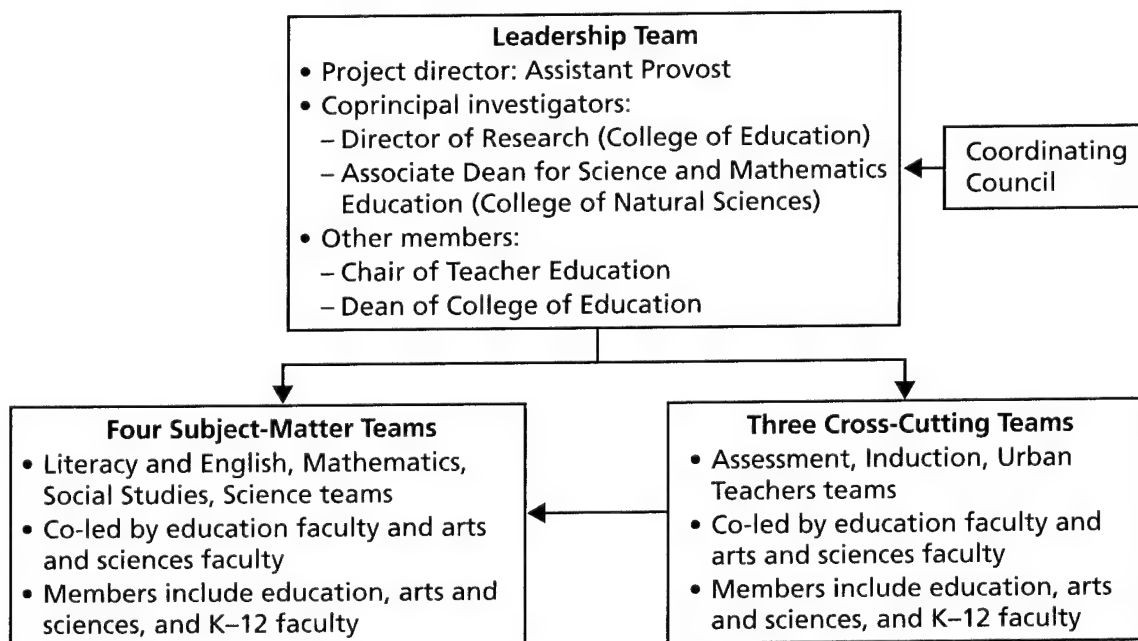 Leadership Team
• Project director: Assistant Provost
• Coprincipal investigators:
– Director of Research (College of Education)
– Associate Dean for Science and Mathematics
Education (College of Natural Sciences)
• Other members:
– Chair of Teacher Education
– Dean of College of Education
Coordinating
Council
Four Subject-Matter Teams
• Literacy and English, Mathematics,
Social Studies, Science teams
• Co-led by education faculty and arts
and sciences faculty
• Members include education, arts and
sciences, and K–12 faculty
Three Cross-Cutting Teams
• Assessment, Induction, Urban
Teachers teams
• Co-led by education faculty and
arts and sciences faculty
• Members include education, arts
and sciences, and K–12 faculty